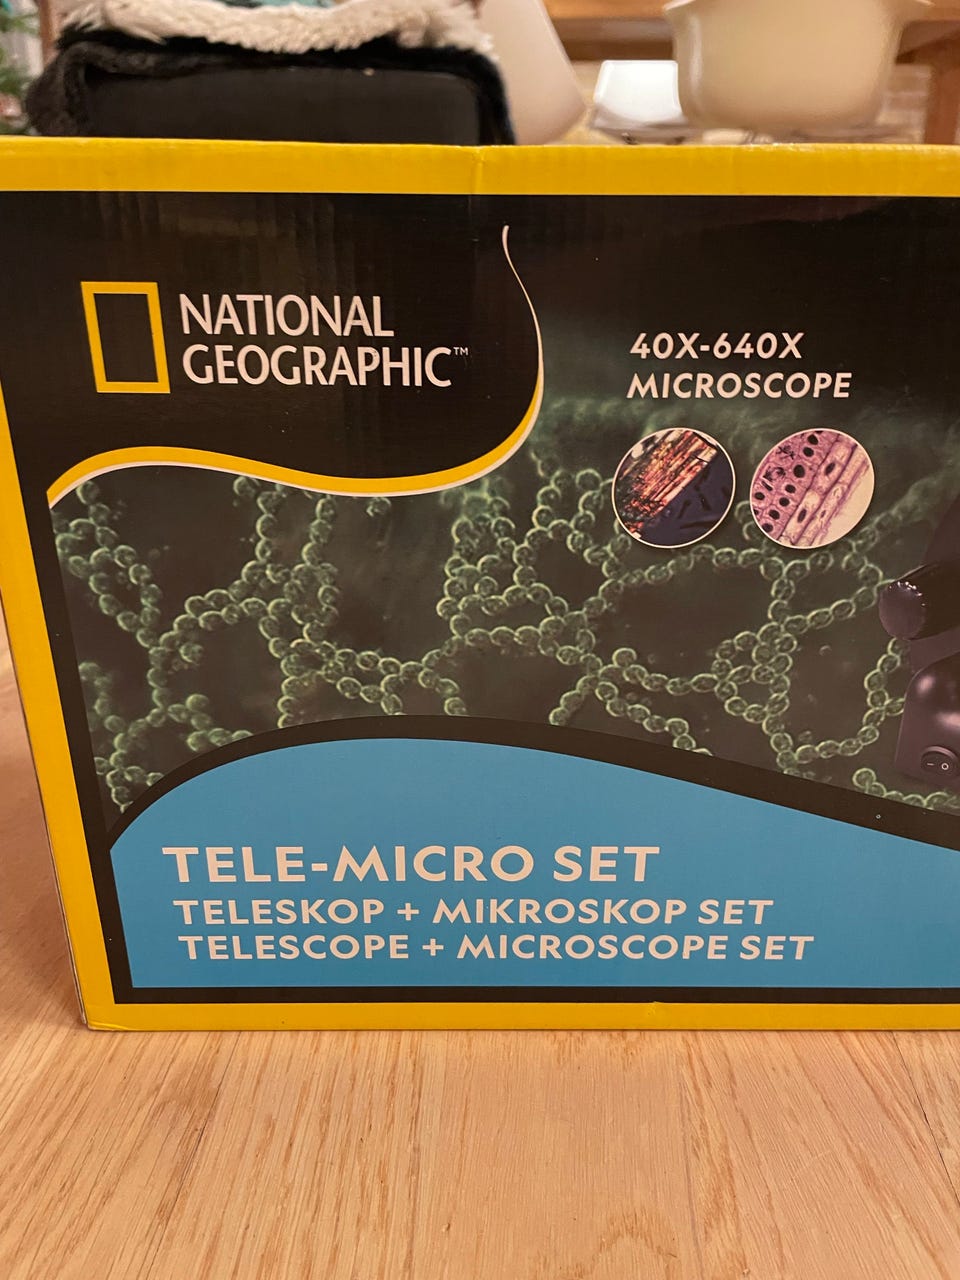 NATIONAL
GEOGRAPHIC™
40X-640X
MICROSCOPE
TELE-MICRO SET
TELESKOP + MIKROSKOP SET
TELESCOPE + MICROSCOPE SET